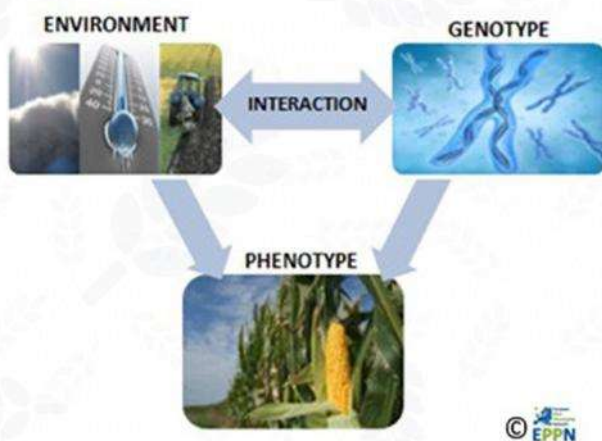 ENVIRONMENT
GENOTYPE
INTERACTION
PHENOTYPE
©
EPPN